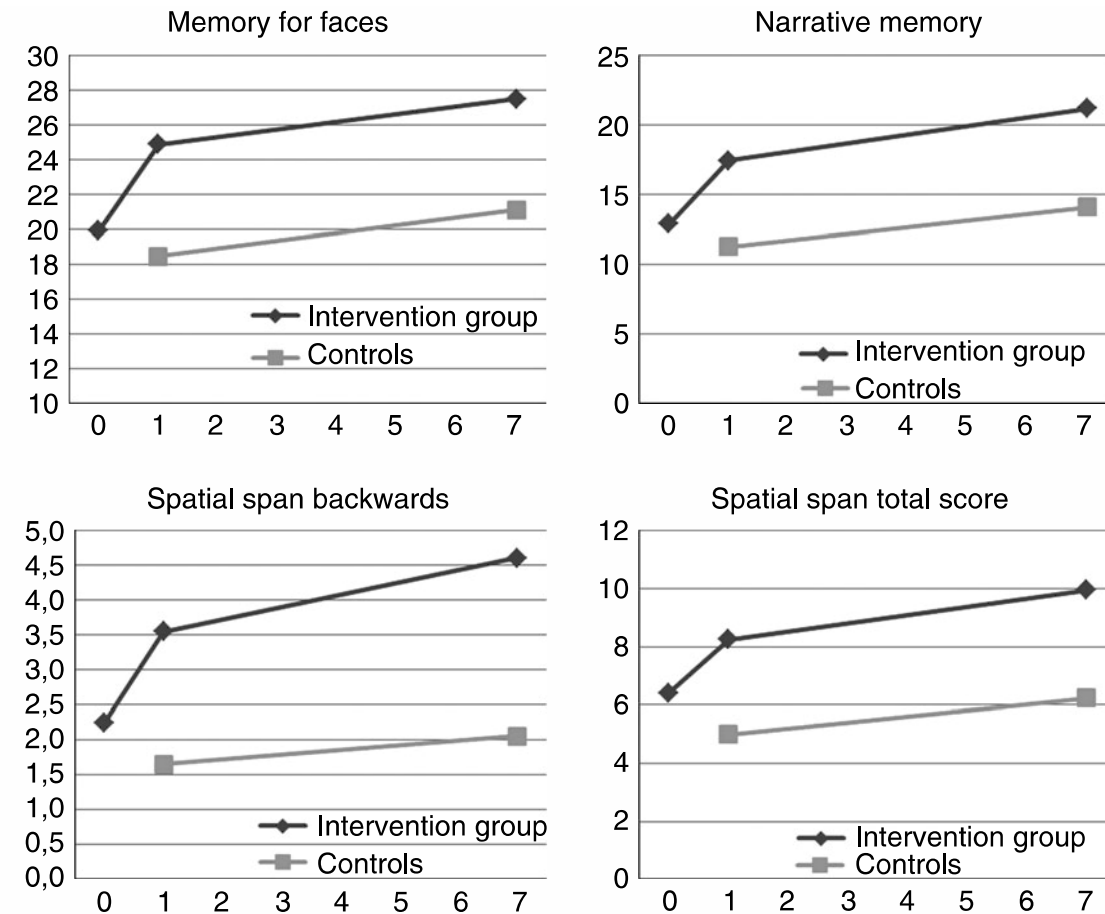 Memory for faces
30
28
26
24
22
20
18
16
14
12
10
0 1 2 3 4 5 6 7
Intervention group
Controls
Narrative memory
25
20
15
10
5
0
0 1 2 3 4 5 6 7
Intervention group
Controls
Spatial span backwards
5,0
4,5
4,0
3,5
3,0
2,5
2,0
1,5
1,0
0,5
0,0
0 1 2 3 4 5 6 7
Intervention group
Controls
Spatial span total score
12
10
8
6
4
2
0
0 1 2 3 4 5 6 7
Intervention group
Controls